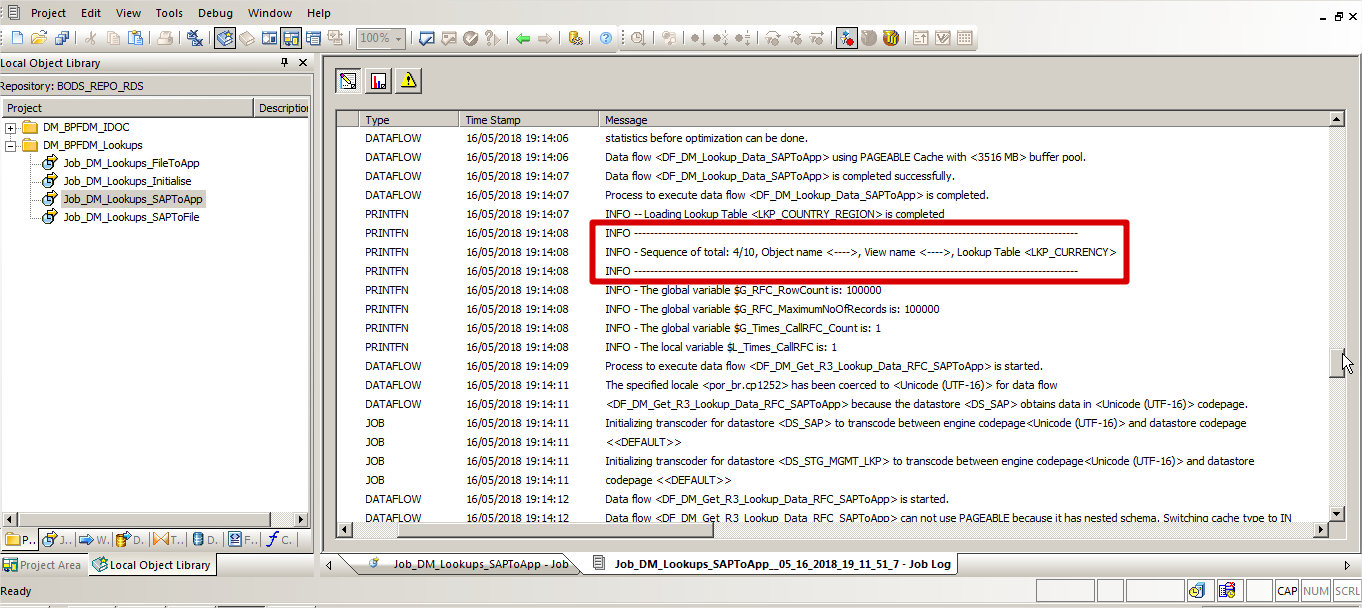 Project Edit View Tools Debug Window Help
100%
Local Object Library
Repository: BODS_REPO_RDS
Project Descriptio
DM_BPFDM_IDOC
DM_BPFDM_Lookups
Job_DM_Lookups_FileToApp
Job_DM_Lookups_Initialise
Job_DM_Lookups_SAPToApp
Job_DM_Lookups_SAPToFile
P.. J.. W. D. T.. D. E f C.
Project Area Local Object Library
Type Time Stamp Message
DATAFLOW 16/05/2018 19:14:06 statistics before optimization can be done.
DATAFLOW 16/05/2018 19:14:06 Data flow <DF_DM_Lookup_Data_SAPToApp> using PAGEABLE Cache with <3516 MB> buffer pool.
DATAFLOW 16/05/2018 19:14:07 Data flow <DF_DM_Lookup_Data_SAPToApp> is completed successfully.
DATAFLOW 16/05/2018 19:14:07 Process to execute data flow <DF_DM_Lookup_Data_SAPToApp> is completed.
PRINTFN 16/05/2018 19:14:07 INFO -- Loading Lookup Table <LKP_COUNTRY_REGION> is completed
PRINTFN 16/05/2018 19:14:08 INFO ----------------------------------------------------------------------------------------------------
PRINTFN 16/05/2018 19:14:08 INFO - Sequence of total: 4/10, Object name <---->, View name <---->, Lookup Table <LKP_CURRENCY>
PRINTFN 16/05/2018 19:14:08 INFO ----------------------------------------------------------------------------------------------------
PRINTFN 16/05/2018 19:14:08 INFO - The global variable $G_RFC_RowCount is: 100000
PRINTFN 16/05/2018 19:14:08 INFO - The global variable $G_RFC_MaximumNoOfRecords is: 100000
PRINTFN 16/05/2018 19:14:08 INFO - The global variable $G_Times_CallRFC_Count is: 1
PRINTFN 16/05/2018 19:14:08 INFO - The local variable $L_Times_CallRFC is: 1
DATAFLOW 16/05/2018 19:14:09 Process to execute data flow <DF_DM_Get_R3_Lookup_Data_RFC_SAPToApp> is started.
DATAFLOW 16/05/2018 19:14:11 The specified locale <por_br.cp1252> has been coerced to <Unicode (UTF-16)> for data flow
DATAFLOW 16/05/2018 19:14:11 <DF_DM_Get_R3_Lookup_Data_RFC_SAPToApp> because the datastore <DS_SAP> obtains data in <Unicode (UTF-16)> codepage.
JOB 16/05/2018 19:14:11 Initializing transcoder for datastore <DS_SAP> to transcode between engine codepage<Unicode (UTF-16)> and datastore codepage
JOB 16/05/2018 19:14:11 <<DEFAULT>>
JOB 16/05/2018 19:14:11 Initializing transcoder for datastore <DS_STG_MGMT_LKP> to transcode between engine codepage<Unicode (UTF-16)> and datastore
JOB 16/05/2018 19:14:11 codepage <<DEFAULT>>
DATAFLOW 16/05/2018 19:14:12 Data flow <DF_DM_Get_R3_Lookup_Data_RFC_SAPToApp> is started.
DATAFLOW 16/05/2018 19:14:12 Data flow <DF_DM_Get_R3_Lookup_Data_RFC_SAPToApp> can not use PAGEABLE because it has nested schema. Switching cache type to IN
Job_DM_Lookups_SAPToApp - Job Job_DM_Lookups_SAPToApp__05_16_2018_19_11_51_7 - Job Log
Ready CAP NUM SCRL